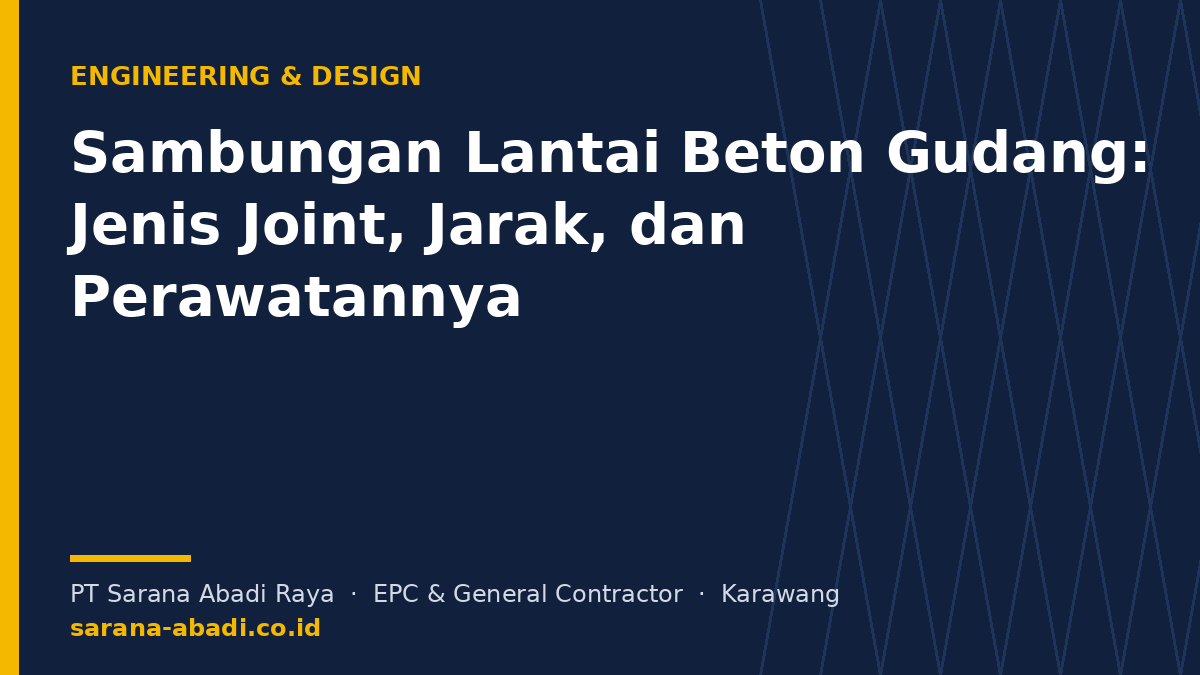 ENGINEERING & DESIGN
Sambungan Lantai Beton Gudang:
Jenis Joint, Jarak, dan
Perawatannya
PT Sarana Abadi Raya · EPC & General Contractor · Karawang
sarana-abadi.co.id